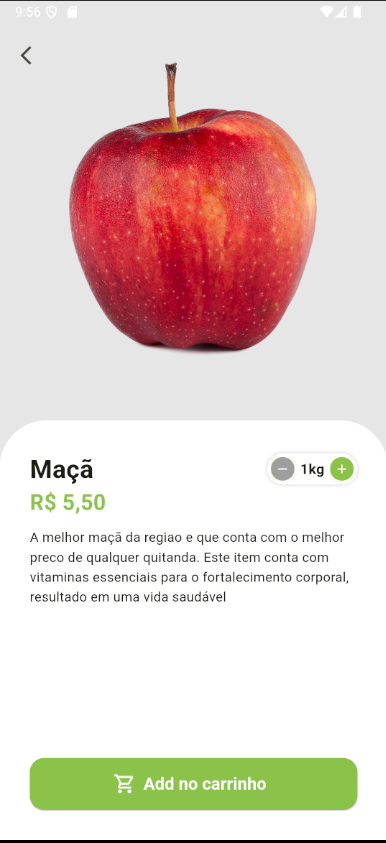 9:56
Maçã
1kg
R$ 5,50
A melhor maçã da regiao e que conta com o melhor
preco de qualquer quitanda. Este item conta com
vitaminas essenciais para o fortalecimento corporal,
resultado em uma vida saudável
Add no carrinho